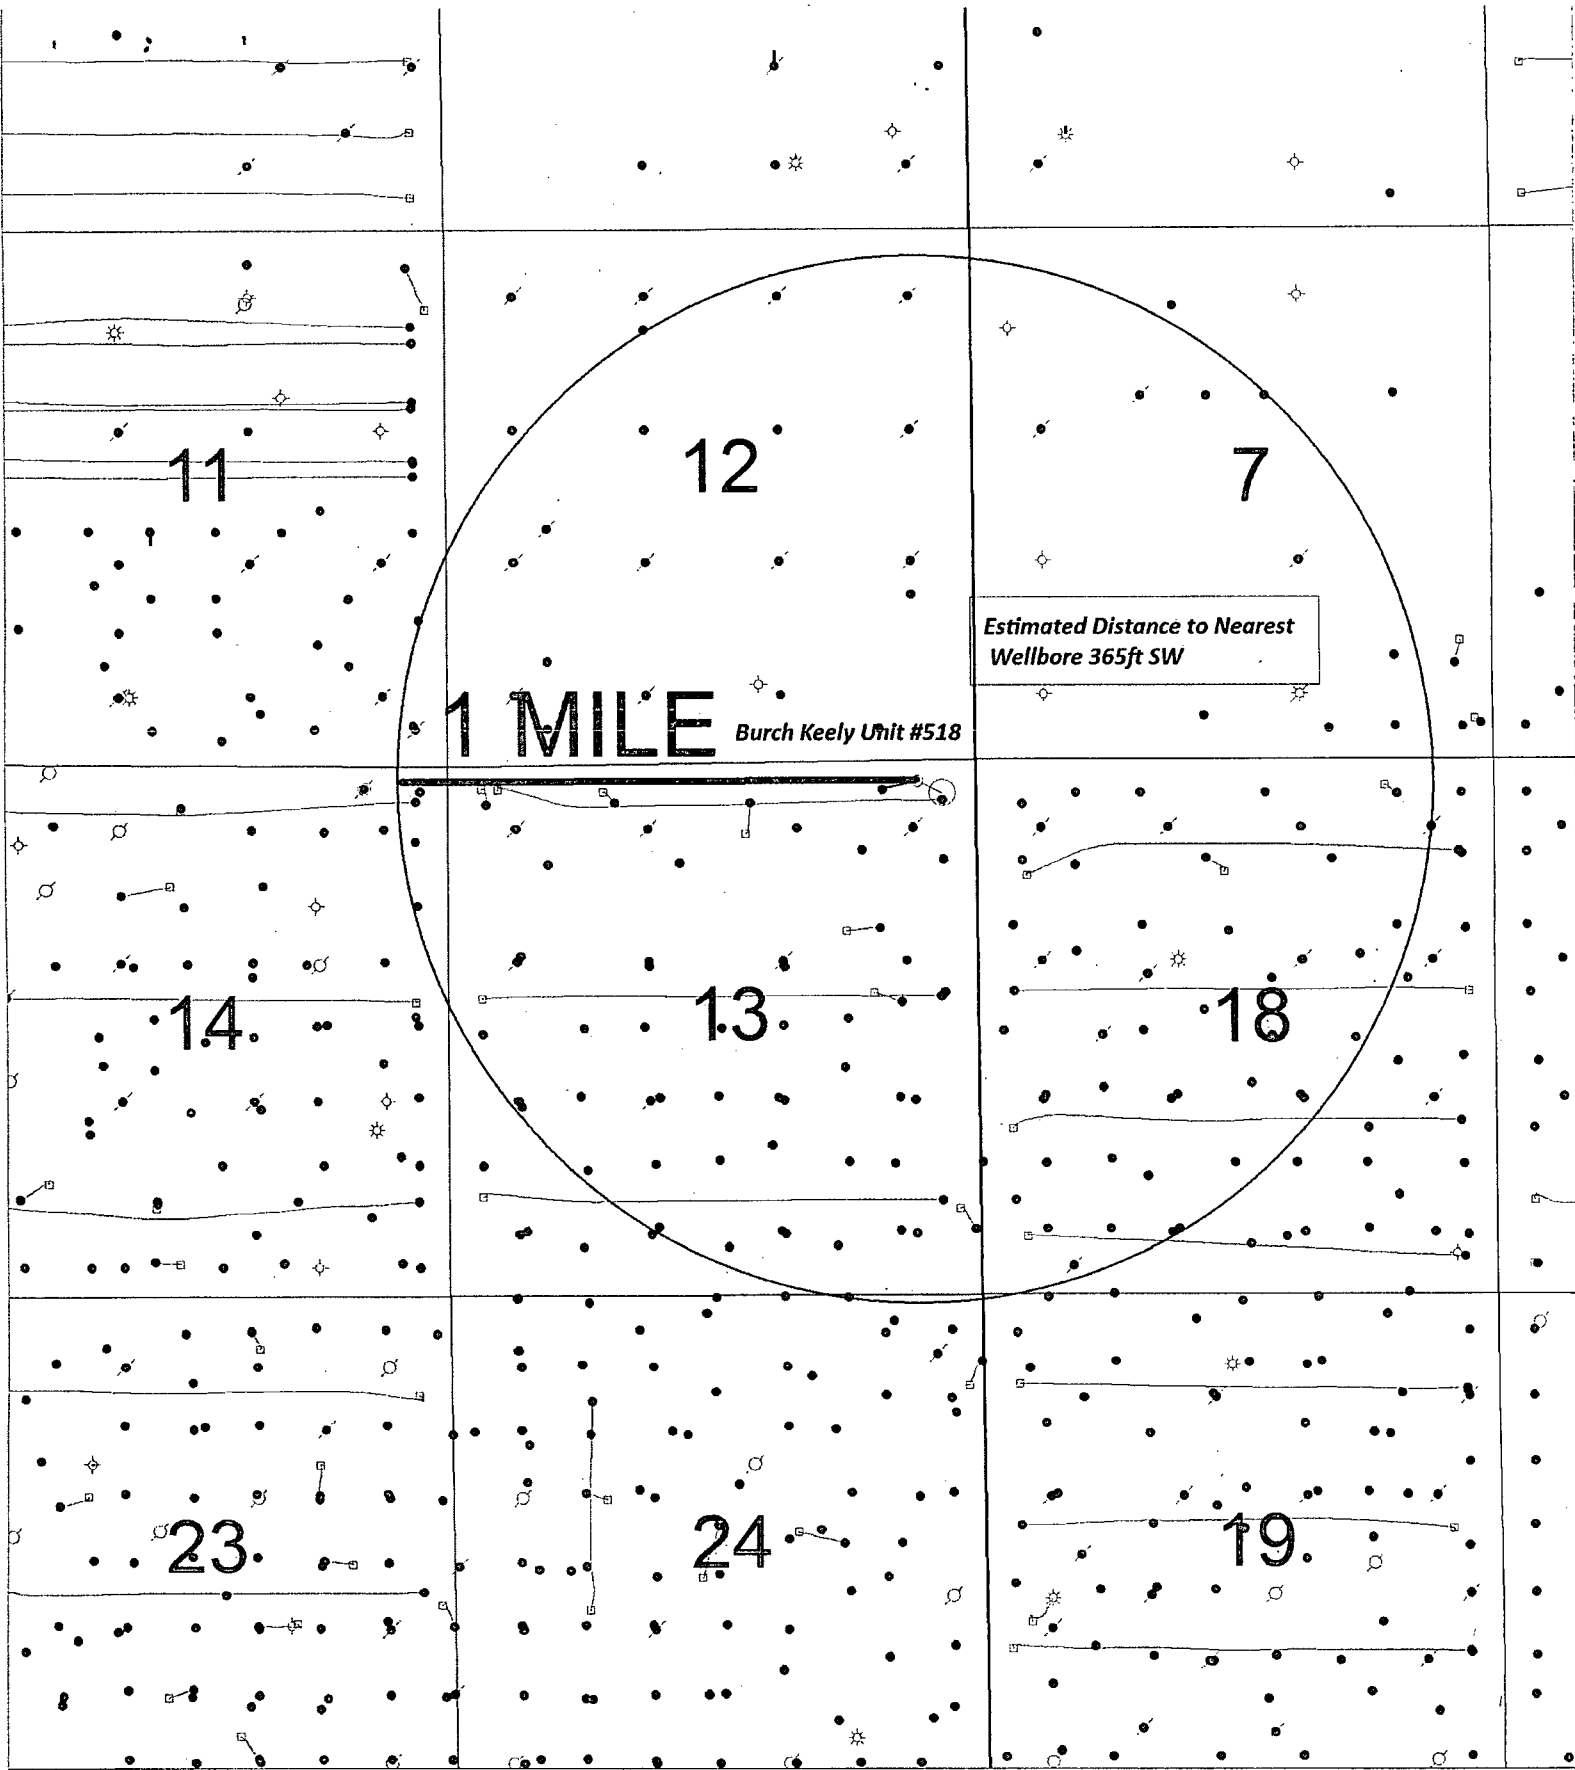 11
12
7
Estimated Distance to Nearest
Wellbore 365ft SW
1 MILE
Burch Keely Unit #518
14
13
18
23
24
19